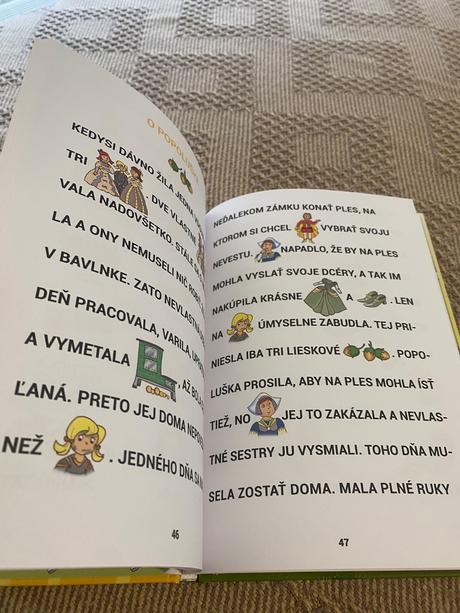 O
KEDYSI DÁVNO ŽILA JEDNA
TRI DVE VLASTNÉ
VALA NADOVŠETKO. STÁLE
LA A ONY NEMUSELI NIČ ROBIŤ
V BAVLNKE. ZATO NEVLASTNÁ
DEŇ PRACOVALA, VARILA,
A VYMETALA , AŽ BOLA
ĽANÁ. PRETO JEJ DOMA
NEŽ . JEDNÉHO DŇA SA
46
NEĎALEKOM ZÁMKU KONAŤ PLES, NA
KTOROM SI CHCEL VYBRAŤ SVOJU
NEVESTU. NAPADLO, ŽE BY NA PLES
MOHLA VYSLAŤ SVOJE DCÉRY, A TAK IM
NAKÚPILA KRÁSNE A . LEN
NA ÚMYSELNE ZABUDLA. TEJ PRI-
NIESLA IBA TRI LIESKOVÉ . POPO-
LUŠKA PROSILA, ABY NA PLES MOHLA ÍSŤ
TIEŽ, NO JEJ TO ZAKÁZALA A NEVLAS-
TNÉ SESTRY JU VYSMIALI. TOHO DŇA MU-
SELA ZOSTAŤ DOMA. MALA PLNÉ RUKY
47